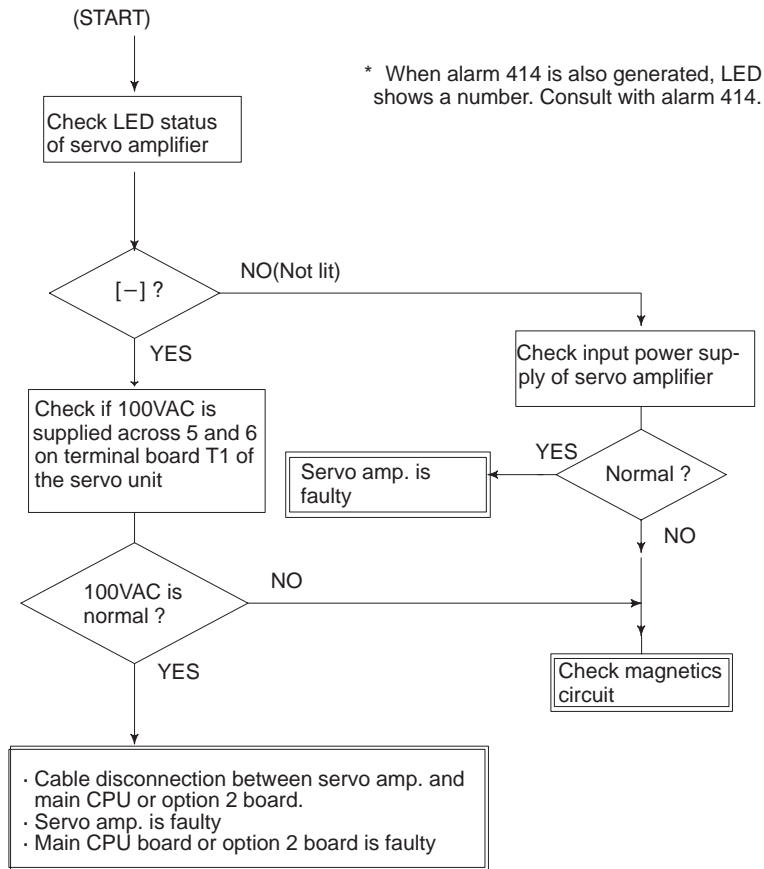 (START)
* When alarm 414 is also generated, LED
shows a number. Consult with alarm 414.
Check LED status
of servo amplifier
[−] ?
NO(Not lit)
YES
Check input power sup-
ply of servo amplifier
Check if 100VAC is
supplied across 5 and 6
on terminal board T1 of
the servo unit
Servo amp. is
faulty
YES
Normal ?
NO
100VAC is
normal ?
NO
YES
Check magnetics
circuit
· Cable disconnection between servo amp. and
main CPU or option 2 board.
· Servo amp. is faulty
· Main CPU board or option 2 board is faulty